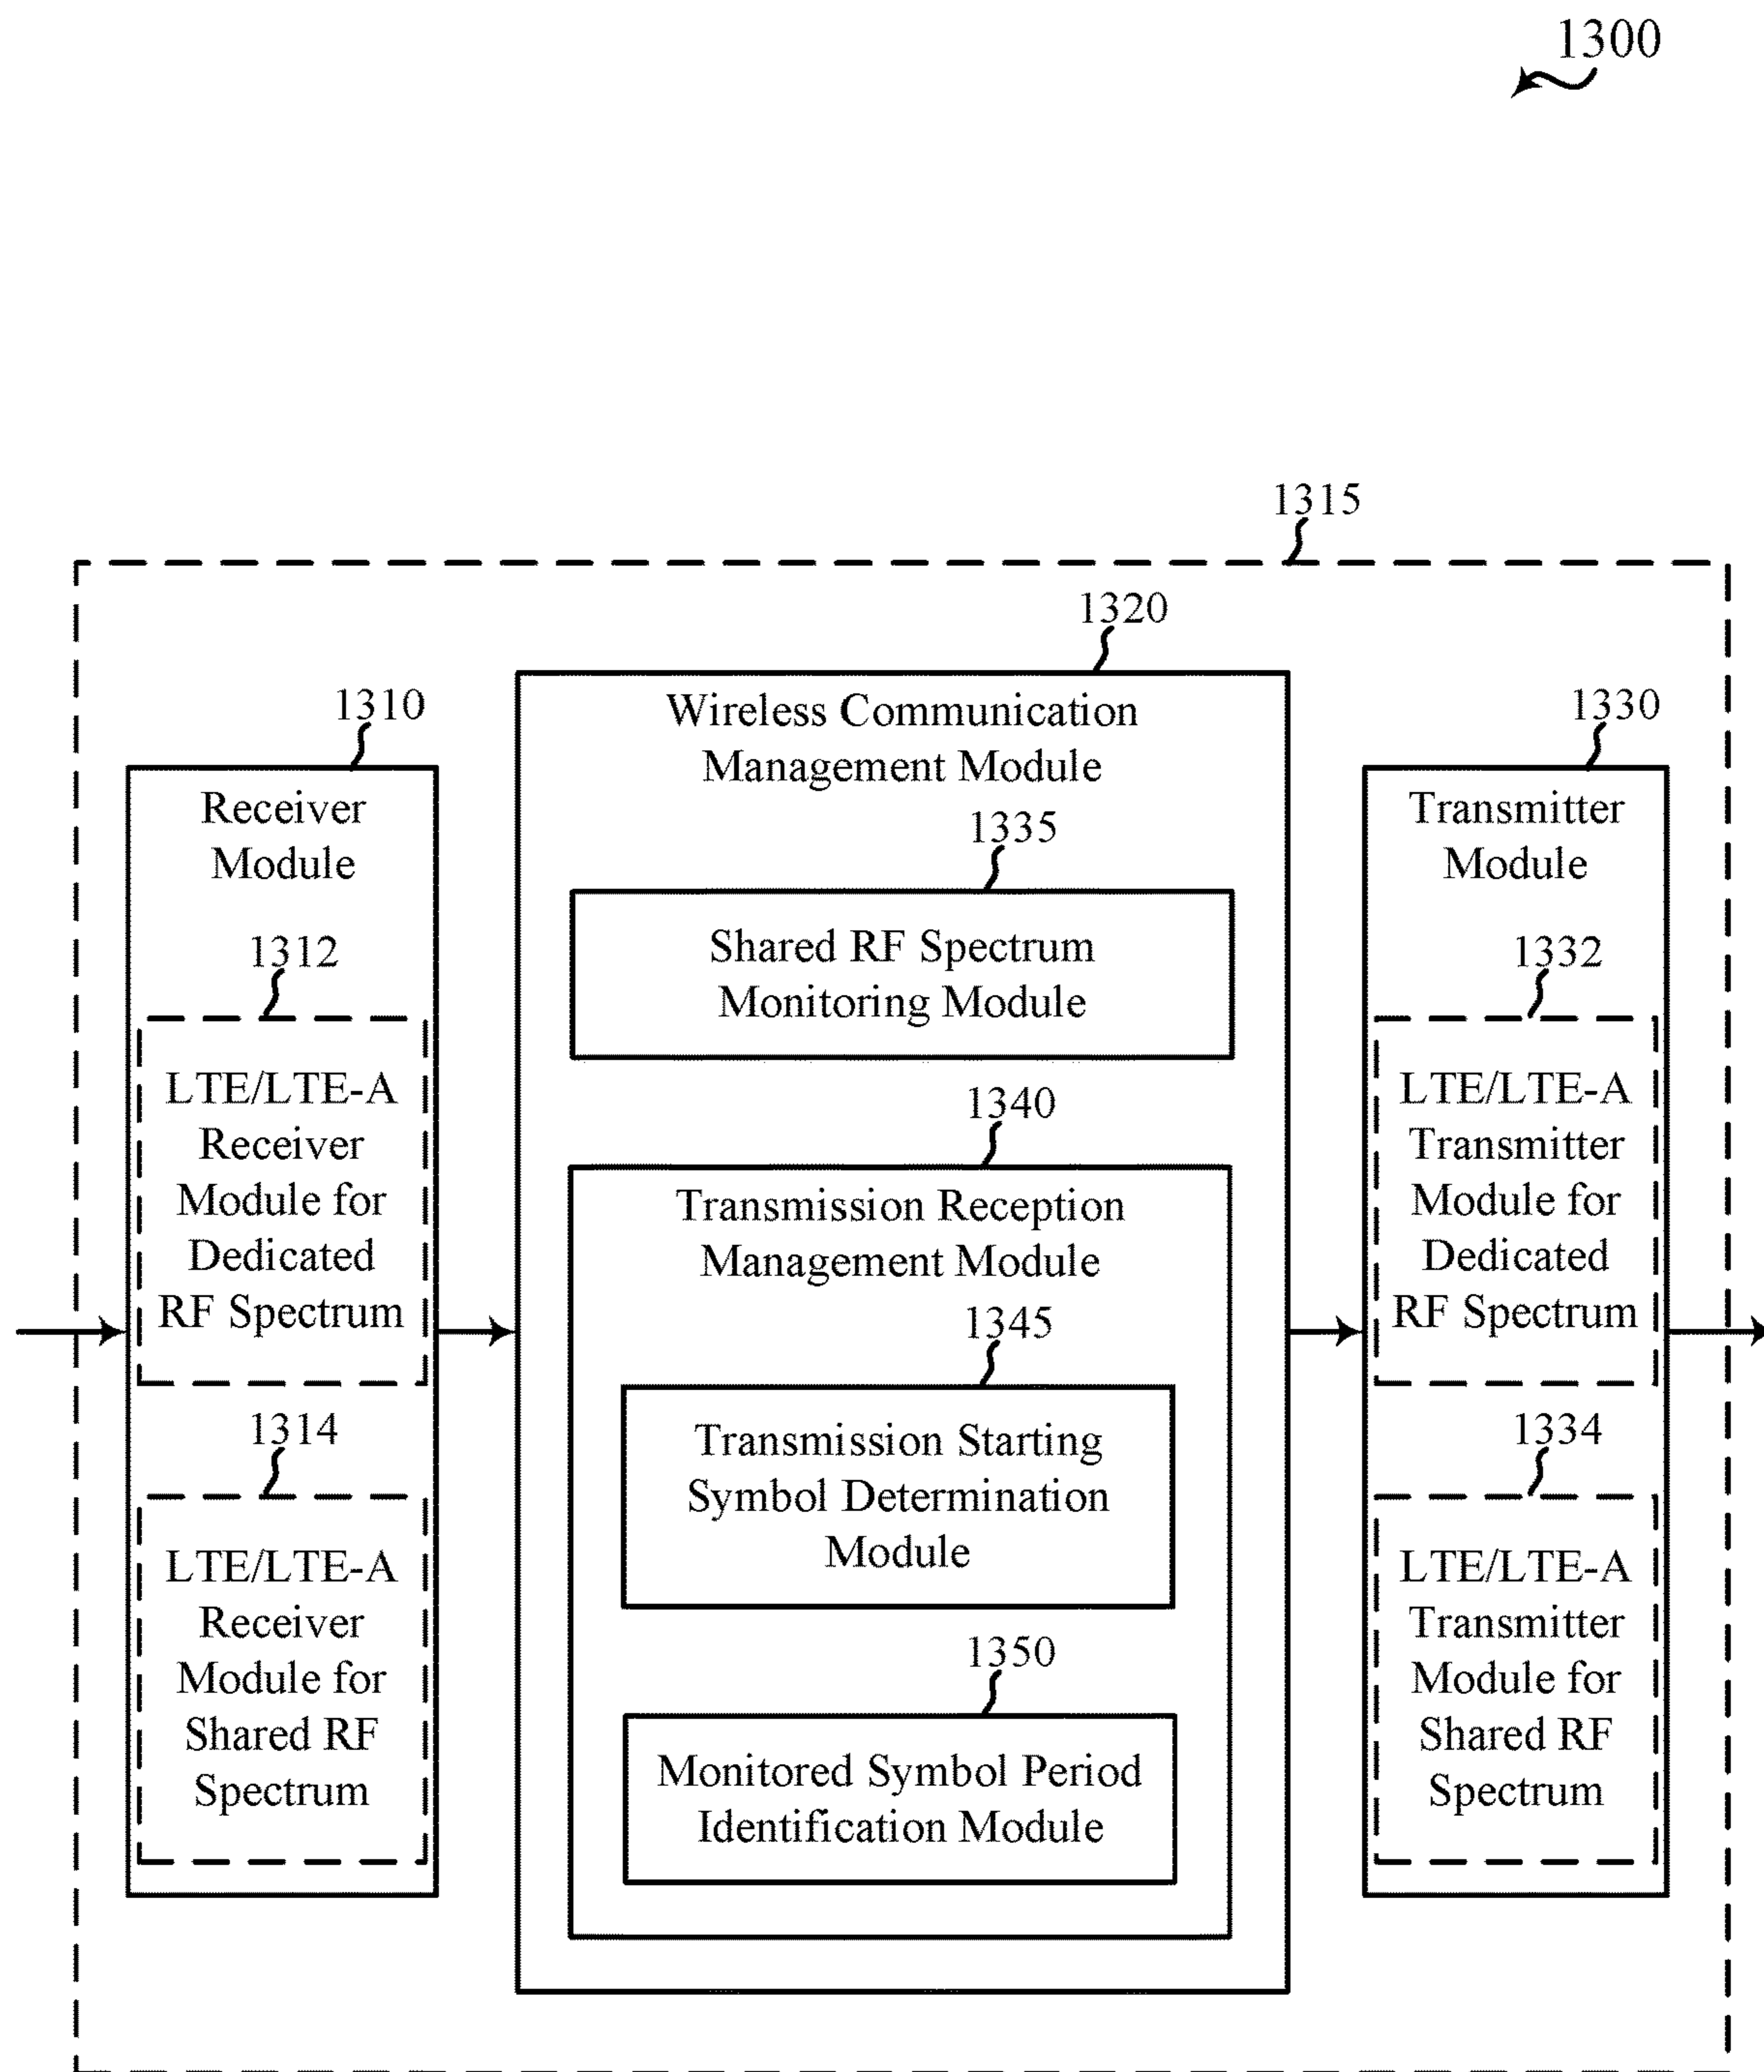 1300
1315
1320
Wireless Communication
Management Module
1310
Receiver
Module
1330
Transmitter
Module
1335
Shared RF Spectrum
Monitoring Module
1312
LTE/LTE-A
Receiver
Module for
Dedicated
RF Spectrum
1332
LTE/LTE-A
Transmitter
Module for
Dedicated
RF Spectrum
1340
Transmission Reception
Management Module
1345
Transmission Starting
Symbol Determination
Module
1314
LTE/LTE-A
Receiver
Module for
Shared RF
Spectrum
1334
LTE/LTE-A
Transmitter
Module for
Shared RF
Spectrum
1350
Monitored Symbol Period
Identification Module